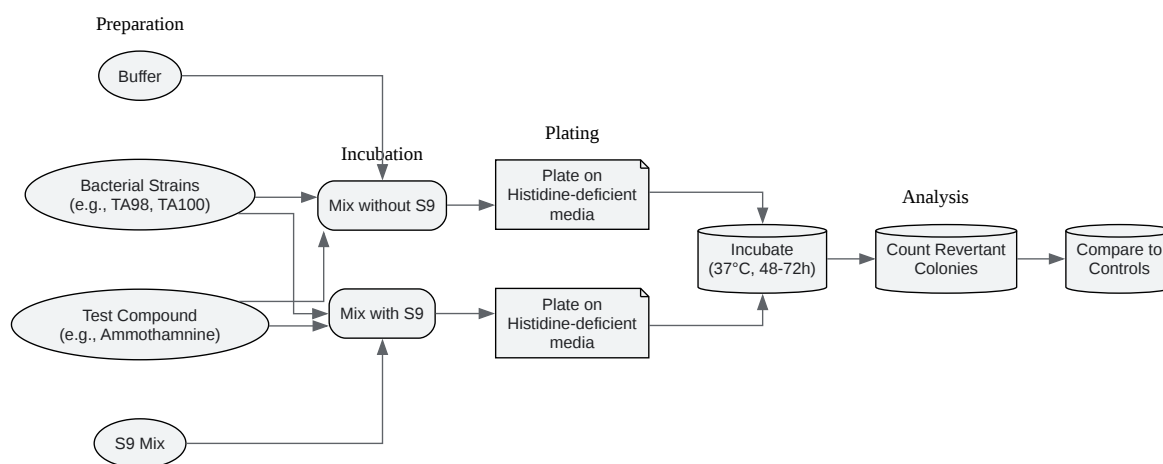 Preparation
Buffer
Bacterial Strains
(e.g., TA98, TA100)
Test Compound
(e.g., Ammothamnine)
S9 Mix
Incubation
Mix without S9
Mix with S9
Plating
Plate on
Histidine-deficient
media
Plate on
Histidine-deficient
media
Incubate
(37°C, 48-72h)
Analysis
Count Revertant
Colonies
Compare to
Controls